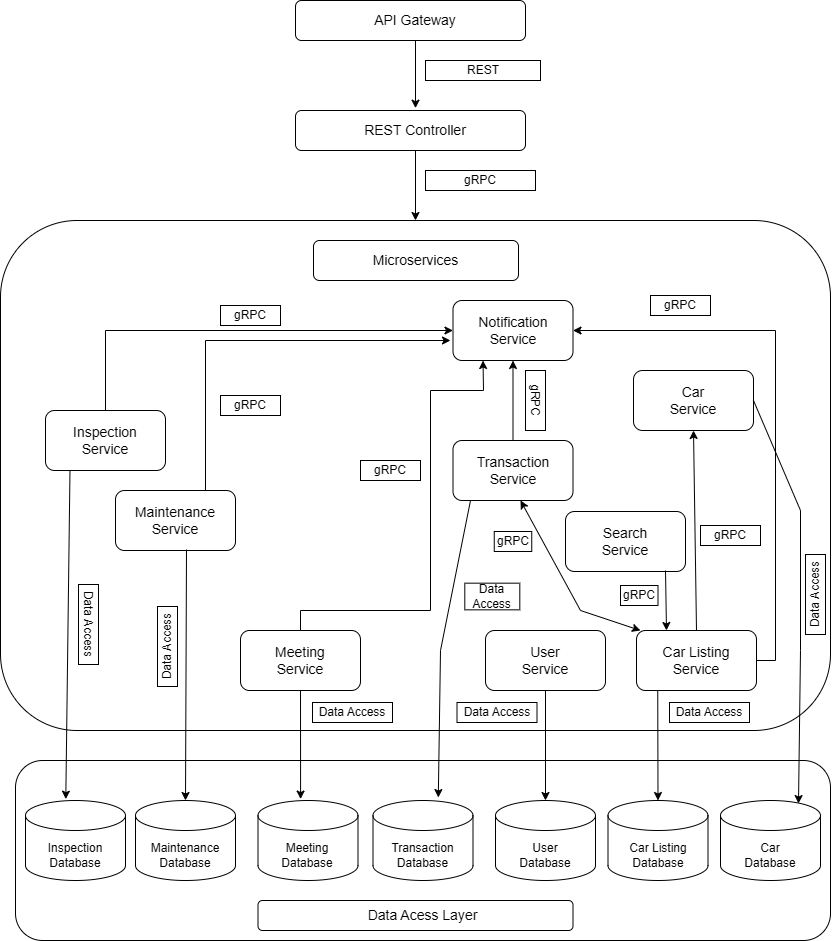 API Gateway
REST
REST Controller
gRPC
Microservices
gRPC
Notification
Service
gRPC
gRPC
gRPC
Car
Service
Inspection
Service
gRPC
Transaction
Service
Maintenance
Service
gRPC
Search
Service
gRPC
Data Access
Data Access
Data
Access
gRPC
Data Access
Meeting
Service
User
Service
Car Listing
Service
Data Access
Data Access
Data Access
Inspection
Database
Maintenance
Database
Meeting
Database
Transaction
Database
User
Database
Car Listing
Database
Car
Database
Data Acess Layer